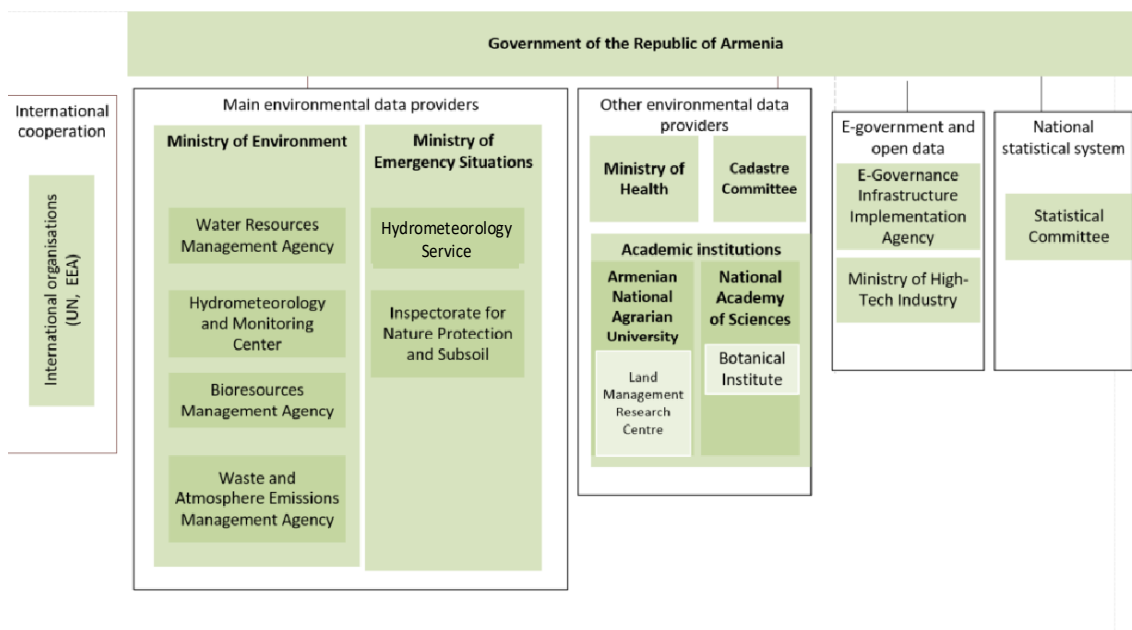 Government of the Republic of Armenia
International
cooperation
International organisations
(UN, EEA)
Main environmental data providers
Ministry of Environment
Water Resources
Management Agency
Hydrometeorology
and Monitoring
Center
Bioresources
Management Agency
Waste and
Atmosphere Emissions
Management Agency
Ministry of
Emergency Situations
Hydrometeorology
Service
Inspectorate for
Nature Protection
and Subsoil
Other environmental data
providers
Ministry of
Health
Cadastre
Committee
Academic institutions
Armenian
National
Agrarian
University
Land
Management
Research
Centre
National
Academy
of Sciences
Botanical
Institute
E-government and
open data
E-Governance
Infrastructure
Implementation
Agency
Ministry of High-
Tech Industry
National
statistical system
Statistical
Committee